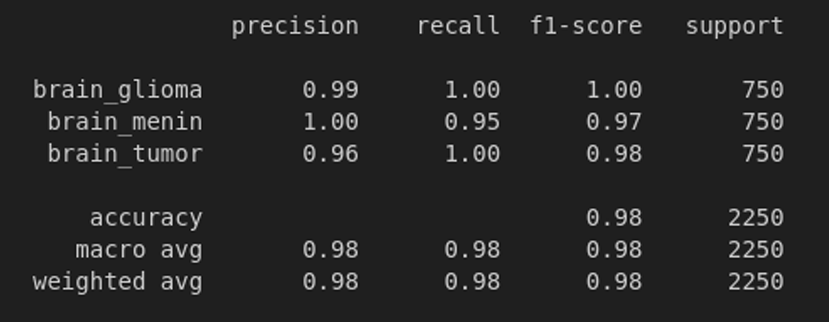 precision recall f1-score support
brain_glioma 0.99 1.00 1.00 750
brain_menin 1.00 0.95 0.97 750
brain_tumor 0.96 1.00 0.98 750
accuracy 0.98 2250
macro avg 0.98 0.98 0.98 2250
weighted avg 0.98 0.98 0.98 2250